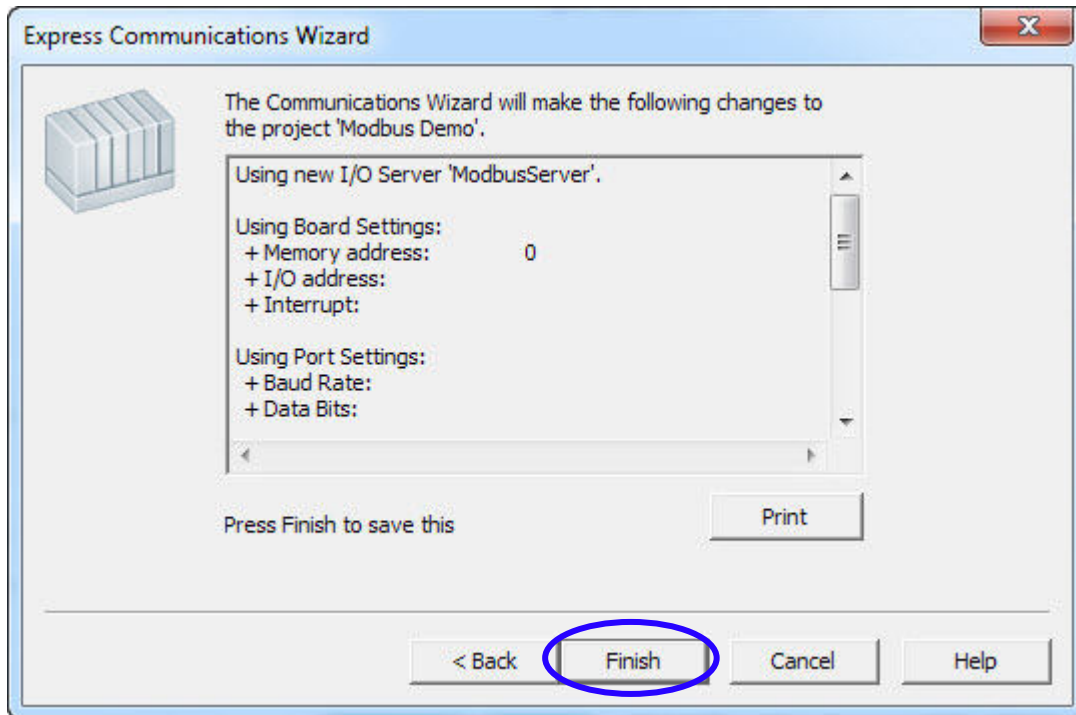 Express Communications Wizard
The Communications Wizard will make the following changes to
the project 'Modbus Demo'.
Using new I/O Server 'ModbusServer'.
Using Board Settings:
+ Memory address: 0
+ I/O address:
+ Interrupt:
Using Port Settings:
+ Baud Rate:
+ Data Bits:
Press Finish to save this
Print
< Back
Finish
Cancel
Help